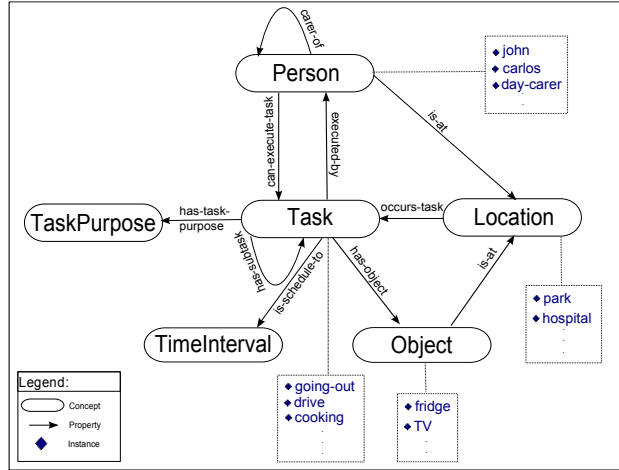 carer-of
Person
john
carlos
day-carer
.
.
can-execute-task
executed-by
is-at
TaskPurpose
has-task-
purpose
Task
occurs-task
Location
has-subtask
is-schedule-to
has-object
is-at
park
hospital
.
.
.
TimeInterval
Object
going-out
drive
cooking
.
.
.
fridge
TV
.
.
Legend:
Concept
Property
Instance